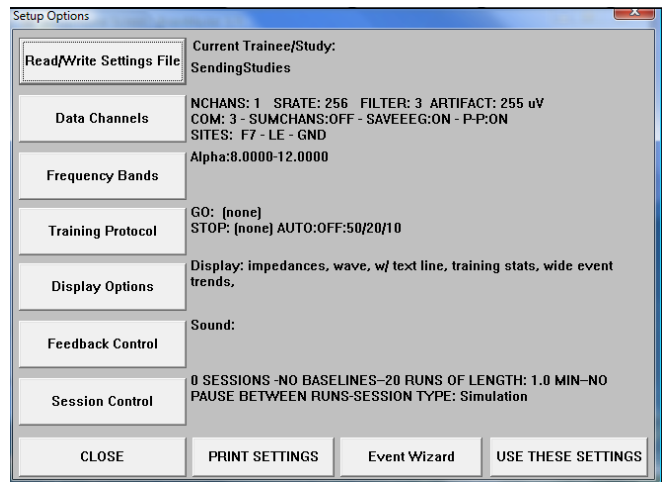 Setup Options
Read/Write Settings File
Current Trainee/Study:
SendingStudies
Data Channels
NCHANS: 1 SRATE: 256 FILTER: 3 ARTIFACT: 255 uV
COM: 3 - SUMCHANS:OFF - SAVEEEG:ON - P-P:ON
SITES: F7 - LE - GND
Frequency Bands
Alpha:8.0000-12.0000
Training Protocol
GO: (none)
STOP: (none) AUTO:OFF:50/20/10
Display Options
Display: impedances, wave, w/ text line, training stats, wide event
trends,
Feedback Control
Sound:
Session Control
0 SESSIONS -NO BASELINES--20 RUNS OF LENGTH: 1.0 MIN--NO
PAUSE BETWEEN RUNS-SESSION TYPE: Simulation
CLOSE
PRINT SETTINGS
Event Wizard
USE THESE SETTINGS